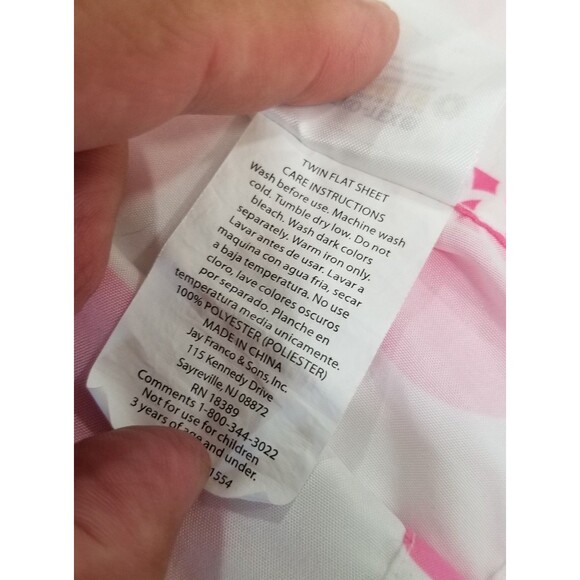 TWIN FLAT SHEET
CARE INSTRUCTIONS
Wash before use. Machine wash
cold. Tumble dry low. Do not
bleach. Wash dark colors
separately. Warm iron only.
Lavar antes de usar. Lavar a
maquina con agua fria, secar
a baja temperatura. No use
cloro, lave colores oscuros
por separado. Planche en
temperatura media unicamente.
100% POLYESTER (POLIESTER)
MADE IN CHINA
Jay Franco & Sons, Inc.
115 Kennedy Drive
Sayreville, NJ 08872
RN 18389
Comments 1-800-344-3022
Not for use for children
3 years of age and under.
1554